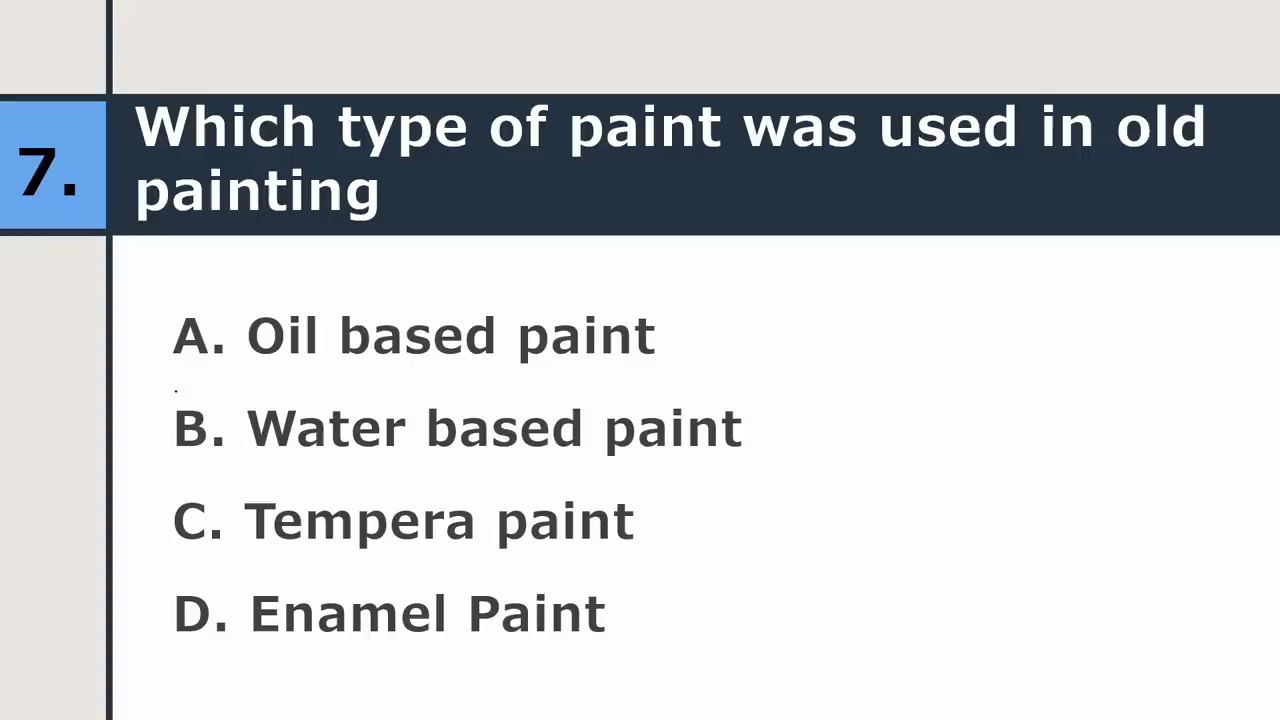 7.
Which type of paint was used in old
painting
A. Oil based paint
B. Water based paint
C. Tempera paint
D. Enamel Paint